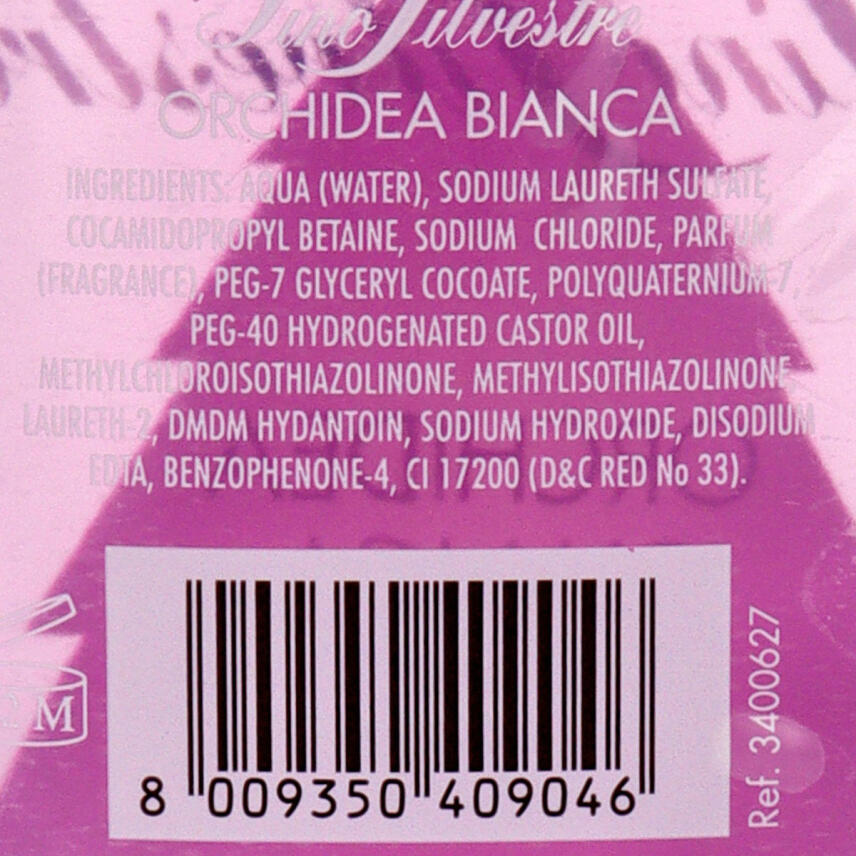 Pino Silvestre
ORCHIDEA BIANCA
INGREDIENTS: AQUA (WATER), SODIUM LAURETH SULFATE,
COCAMIDOPROPYL BETAINE, SODIUM CHLORIDE, PARFUM
(FRAGRANCE), PEG-7 GLYCERYL COCOATE, POLYQUATERNIUM-7,
PEG-40 HYDROGENATED CASTOR OIL,
METHYLCHLOROISOTHIAZOLINONE, METHYLISOTHIAZOLINONE,
LAURETH-2, DMDM HYDANTOIN, SODIUM HYDROXIDE, DISODIUM
EDTA, BENZOPHENONE-4, CI 17200 (D&C RED No 33).
M
8 009350 409046
Ref. 3400627